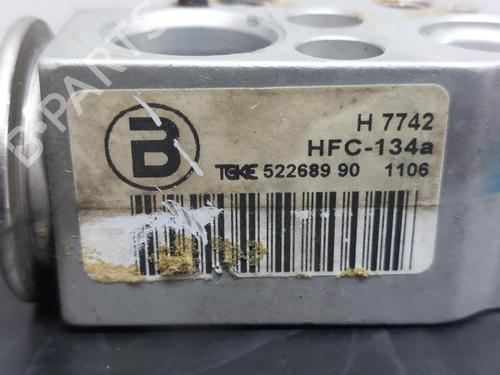 H 7742
B HFC-134a
TGKE 522689 90 1106
B-PARTS